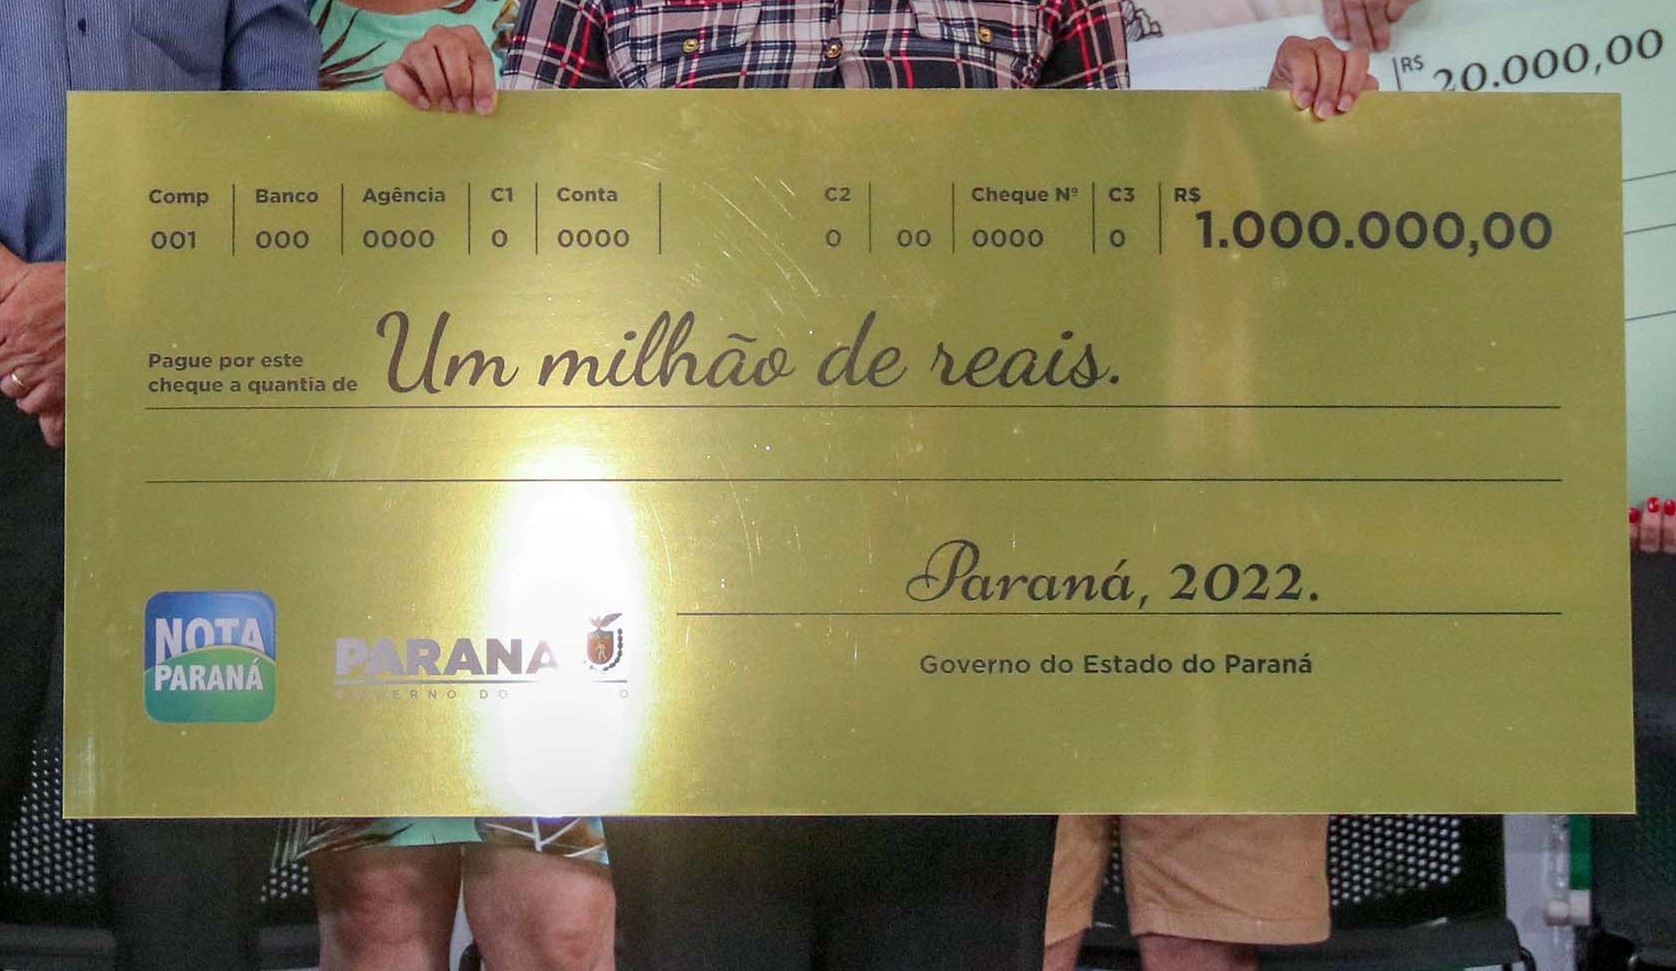 R$ 20.000,00
Comp Banco Agência C1 Conta C2 Cheque Nº C3 R$
001 000 0000 0 0000 0 00 0000 0 1.000.000,00
Pague por este
cheque a quantia de Um milhão de reais.
Paraná, 2022.
Governo do Estado do Paraná
NOTA
PARANÁ
PARANÁ
GOVERNO DO